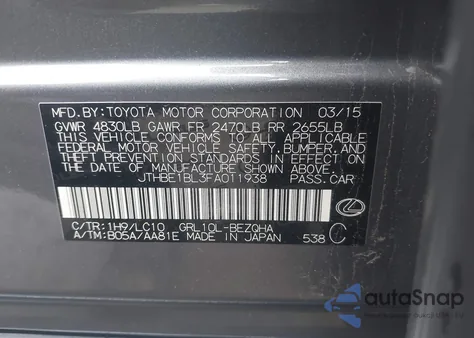 MFD.BY:TOYOTA MOTOR CORPORATION 03/15
GVWR 4830LB GAWR FR 2470LB RR 2655LB
THIS VEHICLE CONFORMS TO ALL APPLICABLE
FEDERAL MOTOR VEHICLE SAFETY,BUMPER,AND
THEFT PREVENTION STANDARDS IN EFFECT ON
THE DATE OF MANUFACTURE SHOWN ABOVE.
JTHBE1BL3FA011938 PASS.CAR
C/TR:1H9/LC10 GRL10L-BEZQHA
A/TM:B05A/AA81E MADE IN JAPAN 538 C
autaSnap